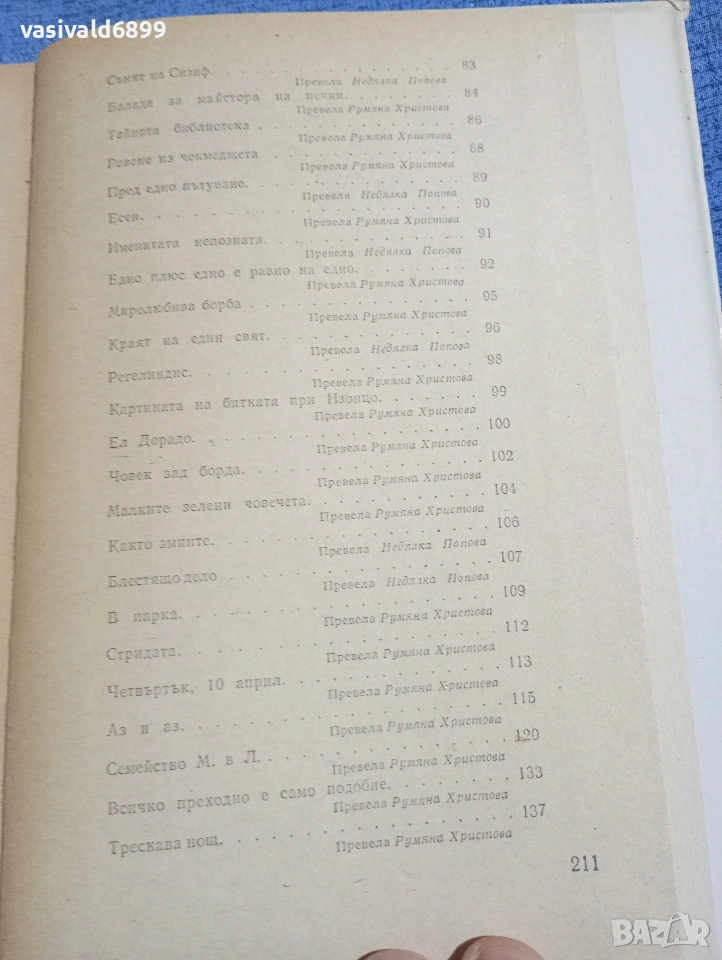 vasivald6899
Сънят на Сизиф. . . . . . . . . . . 83
Превела Недялка Попова
Балада за майстора на печки. . . . . . . 84
Превела Румяна Христова
Тайната библиотека . . . . . . . . . . 86
Превела Румяна Христова
Говене из чекмеджета . . . . . . . . . 88
Превела Румяна Христова
Пред едно пътуване. . . . . . . . . . 89
Превела Недялка Попова
Есен. . . . . . . . . . . . . . . 90
Превела Румяна Христова
Именитата непозната. . . . . . . . . . 91
Превела Недялка Попова
Едно плюс едно е равно на едно. . . . . . 92
Превела Румяна Христова
Миролюбива борба . . . . . . . . . . 95
Превела Румяна Христова
Краят на един свят. . . . . . . . . . 96
Превела Недялка Попова
Регелиндис. . . . . . . . . . . . . 98
Превела Румяна Христова
Картината на битката при Изонцо. . . . . . 99
Превела Румяна Христова
Ел Дорадо. . . . . . . . . . . . . 100
Превела Румяна Христова
Човек зад борда. . . . . . . . . . . 102
Превела Румяна Христова
Малките зелени човечета. . . . . . . . . 104
Превела Румяна Христова
Както змиите. . . . . . . . . . . . 106
Превела Недялка Попова
Блестящо дело . . . . . . . . . . . 107
Превела Недялка Попова
В парка. . . . . . . . . . . . . . 109
Превела Румяна Христова
Стридата. . . . . . . . . . . . . . 112
Превела Румяна Христова
Четвъртък, 10 април. . . . . . . . . . 113
Превела Румяна Христова
Аз и аз. . . . . . . . . . . . . . 115
Превела Румяна Христова
Семейство М. в Л. . . . . . . . . . . 120
Превела Румяна Христова
Всичко преходно е само подобие. . . . . . 133
Превела Румяна Христова
Трескава нощ. . . . . . . . . . . . 137
Превела Румяна Христова
211
BAZAR